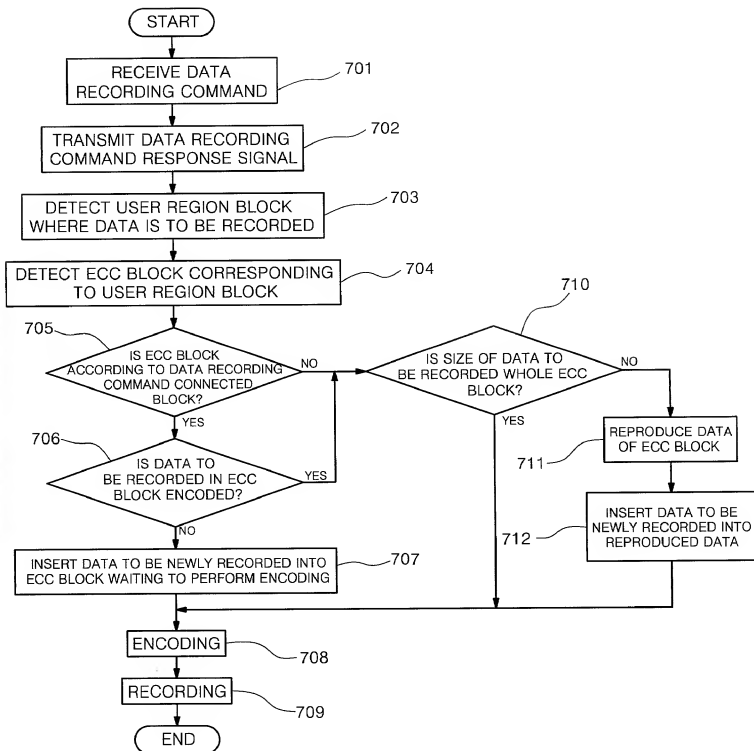 START
RECEIVE DATA
RECORDING COMMAND
701
TRANSMIT DATA RECORDING
COMMAND RESPONSE SIGNAL
702
DETECT USER REGION BLOCK
WHERE DATA IS TO BE RECORDED
703
DETECT ECC BLOCK CORRESPONDING
TO USER REGION BLOCK
704
705
IS ECC BLOCK
ACCORDING TO DATA RECORDING
COMMAND CONNECTED
BLOCK?
NO
YES
710
IS SIZE OF DATA TO
BE RECORDED WHOLE ECC
BLOCK?
NO
YES
706
IS DATA TO
BE RECORDED IN ECC
BLOCK ENCODED?
YES
NO
REPRODUCE DATA
OF ECC BLOCK
711
INSERT DATA TO BE
NEWLY RECORDED INTO
REPRODUCED DATA
712
INSERT DATA TO BE NEWLY RECORDED INTO
ECC BLOCK WAITING TO PERFORM ENCODING
707
ENCODING
708
RECORDING
709
END